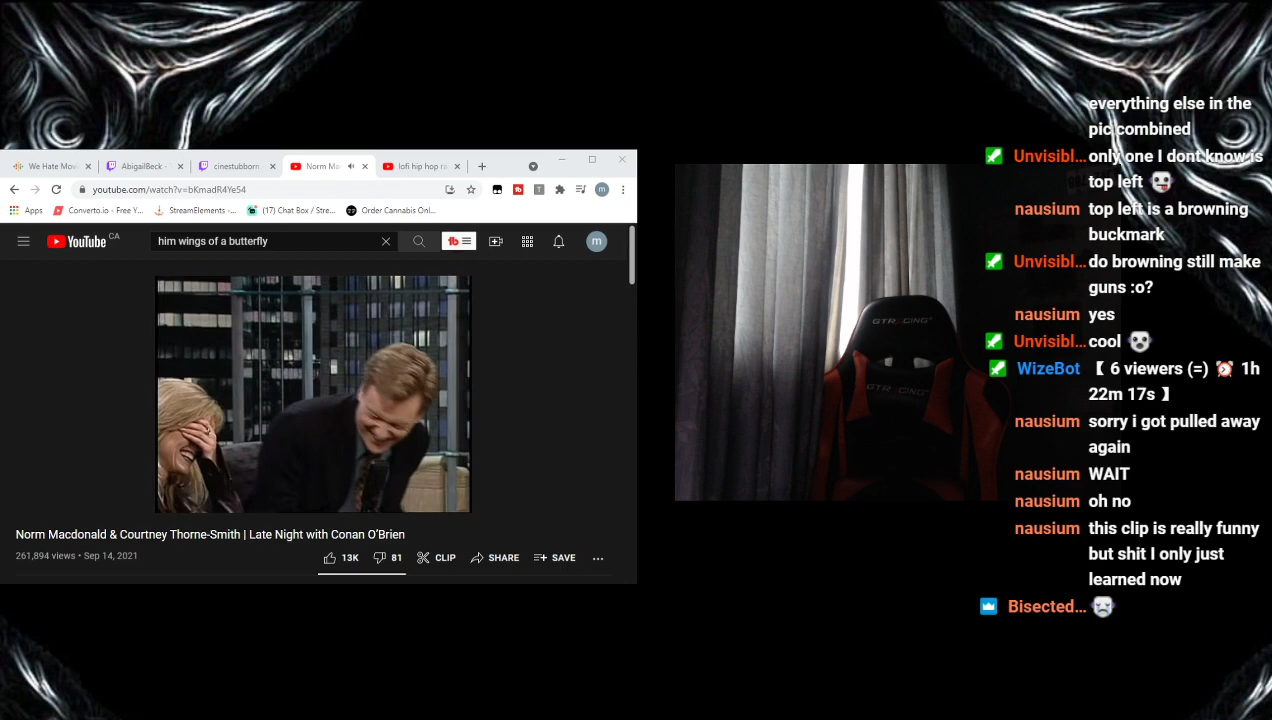 We Hate Mov
AbigailBeck -
cinestubborn
Norm Ma
lofi hip hop ra
youtube.com/watch?v=bKmadR4Ye54
m
Apps
Converto.io - Free Y...
StreamElements -...
(17) Chat Box / Stre...
Order Cannabis Onl...
YouTube CA
him wings of a butterfly
m
Norm Macdonald & Courtney Thorne-Smith | Late Night with Conan O'Brien
261,894 views • Sep 14, 2021
13K
81
CLIP
SHARE
SAVE
GTRACING
GTRACING
everything else in the
pic combined
Unvisibl... only one I dont know is
top left
nausium top left is a browning
buckmark
Unvisibl... do browning still make
guns :o?
nausium yes
Unvisibl... cool
WizeBot 【 6 viewers (=) ⏰ 1h
22m 17s 】
nausium sorry i got pulled away
again
nausium WAIT
nausium oh no
nausium this clip is really funny
but shit I only just
learned now
Bisected...